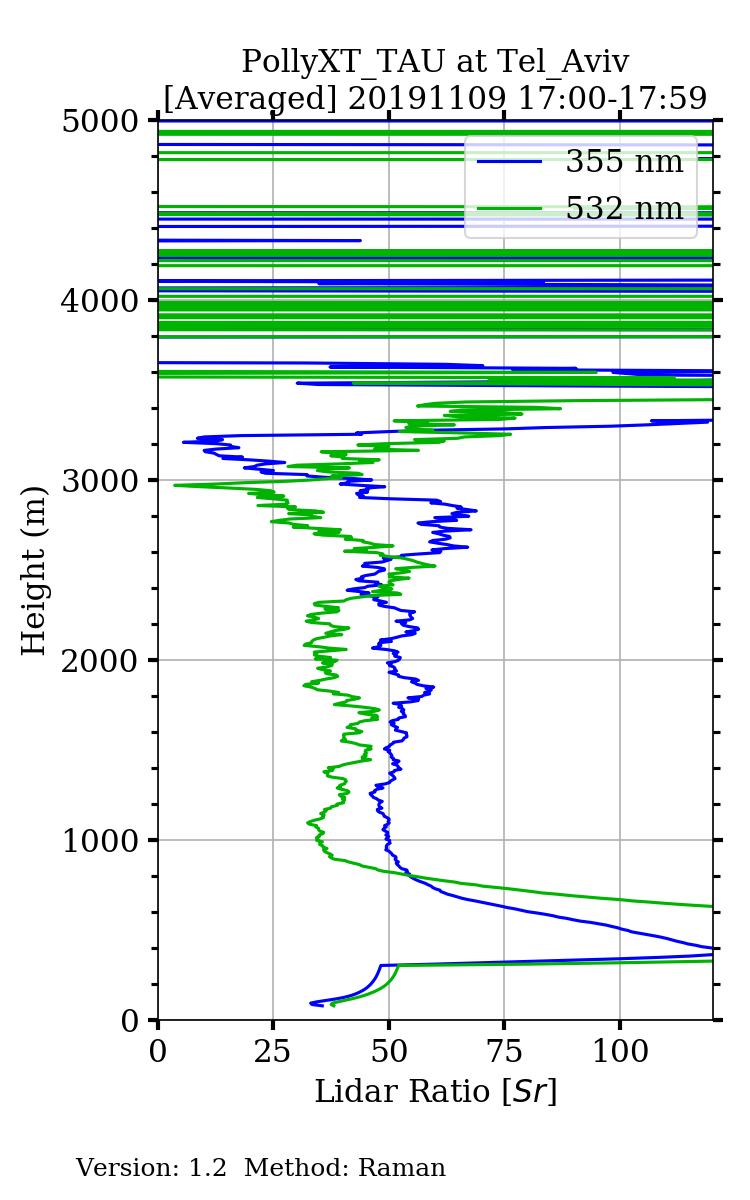 PollyXT_TAU at Tel_Aviv
[Averaged] 20191109 17:00-17:59
5000
355 nm
532 nm
4000
3000
Height (m)
2000
1000
0
0 25 50 75 100
Lidar Ratio [Sr]
Version: 1.2 Method: Raman